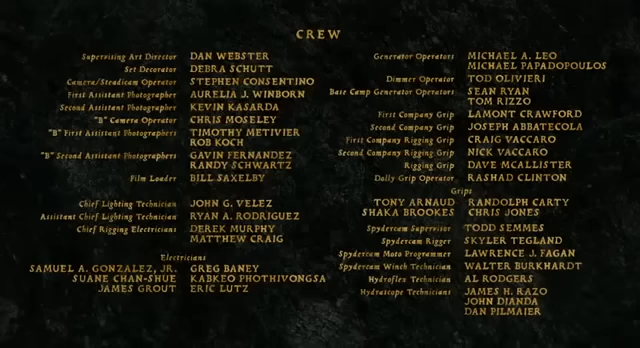 CREW
Supervising Art Director DAN WEBSTER
Set Decorator DEBRA SCHUTT
Camera/Steadicam Operator STEPHEN CONSENTINO
First Assistant Photographer AURELIA J. WINBORN
Second Assistant Photographer KEVIN KASARDA
"B" Camera Operator CHRIS MOSELEY
"B" First Assistant Photographers TIMOTHY METIVIER
ROB KOCH
"B" Second Assistant Photographers GAVIN FERNANDEZ
RANDY SCHWARTZ
Film Loader BILL SAXELBY
Chief Lighting Technician JOHN G. VELEZ
Assistant Chief Lighting Technician RYAN A. RODRIGUEZ
Chief Rigging Electricians DEREK MURPHY
MATTHEW CRAIG
Electricians
SAMUEL A. GONZALEZ, JR. GREG BANEY
SUANE CHAN-SHUE KABKEO PHOTHIVONGSA
JAMES GROUT ERIC LUTZ
Generator Operators MICHAEL A. LEO
MICHAEL PAPADOPOULOS
Dimmer Operator TOD OLIVIERI
Base Camp Generator Operators SEAN RYAN
TOM RIZZO
First Company Grip LAMONT CRAWFORD
Second Company Grip JOSEPH ABBATECOLA
First Company Rigging Grip CRAIG VACCARO
Second Company Rigging Grip NICK VACCARO
Rigging Grip DAVE MCALLISTER
Dolly Grip Operator RASHAD CLINTON
Grips
TONY ARNAUD RANDOLPH CARTY
SHAKA BROOKES CHRIS JONES
Spydercam Supervisor TODD SEMMES
Spydercam Rigger SKYLER TEGLAND
Spydercam Moto Programmer LAWRENCE J. FAGAN
Spydercam Winch Technician WALTER BURKHARDT
Hydroflex Technician AL RODGERS
Hydrascope Technicians JAMES H. RAZO
JOHN DJANDA
DAN PILMAIER